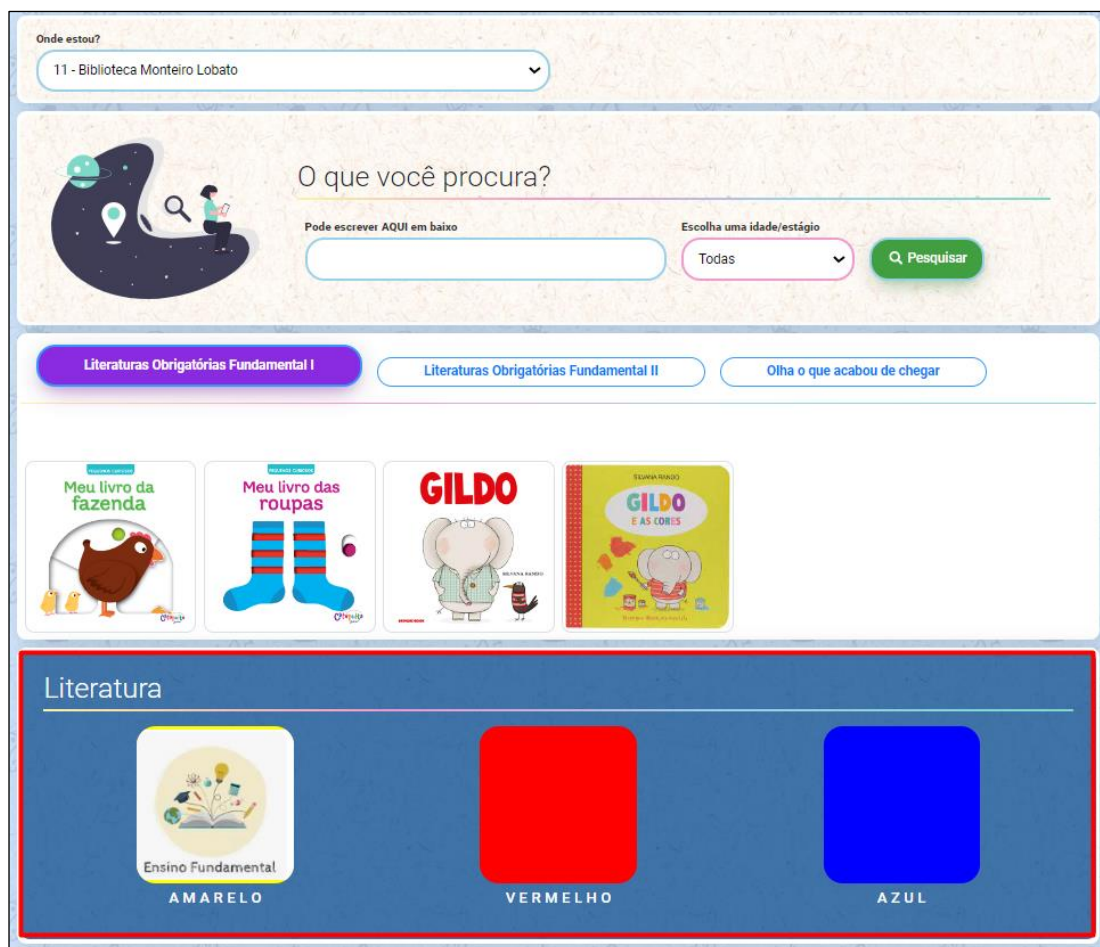 Onde estou?
11 - Biblioteca Monteiro Lobato
O que você procura?
Pode escrever AQUI em baixo
Escolha uma idade/estágio
Todas
Pesquisar
Literaturas Obrigatórias Fundamental I
Literaturas Obrigatórias Fundamental II
Olha o que acabou de chegar
Meu livro da
fazenda
Meu livro das
roupas
GILDO
SILVANA RANDO
SILVANA RANDO
GILDO
E AS CORES
Literatura
Ensino Fundamental
AMARELO
VERMELHO
AZUL